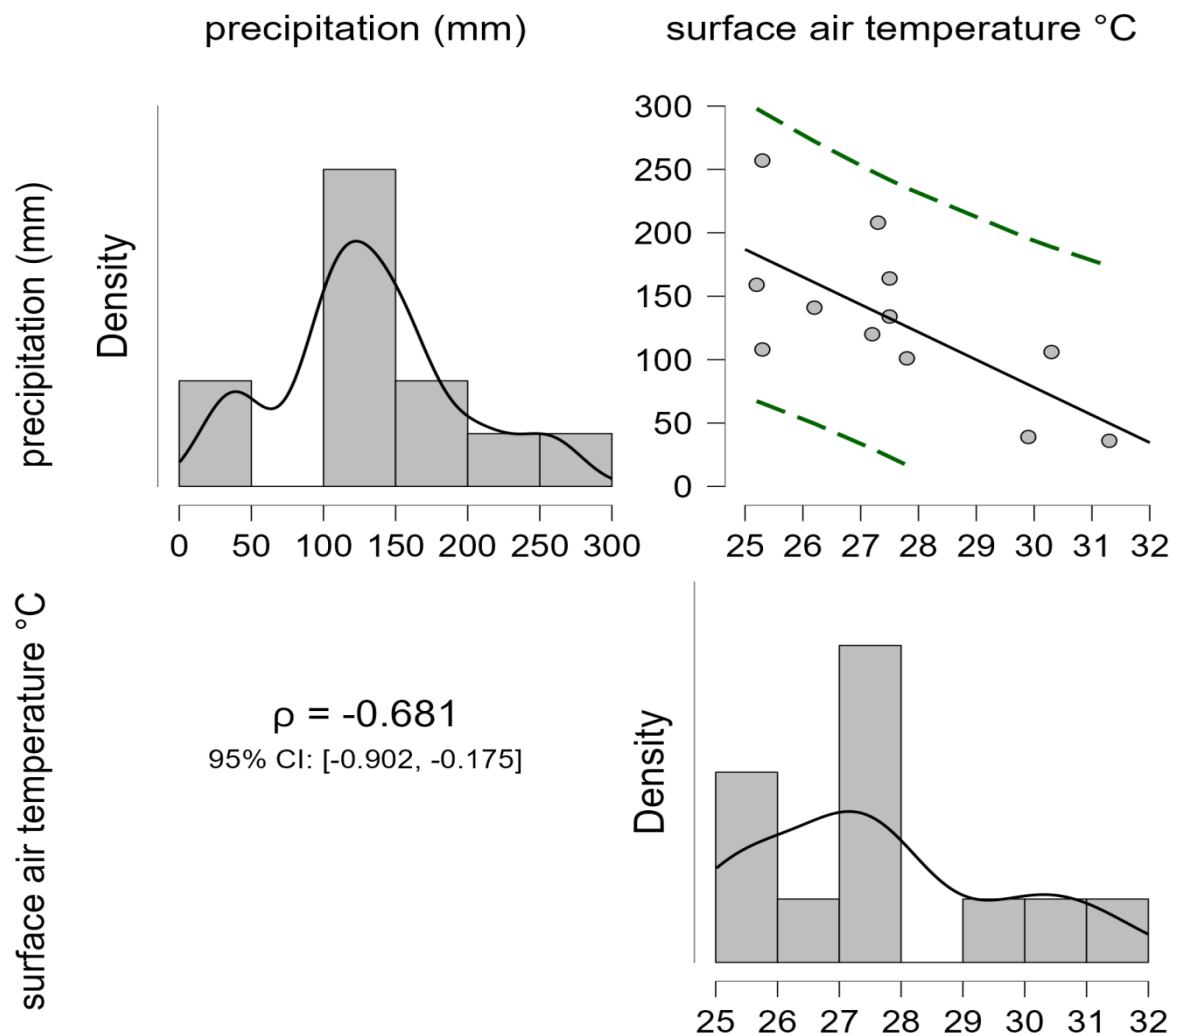 precipitation (mm)
surface air temperature °C
precipitation (mm)
Density
300
250
200
150
100
50
0
0 50 100 150 200 250 300
25 26 27 28 29 30 31 32
surface air temperature °C
ρ = -0.681
95% CI: [-0.902, -0.175]
Density
25 26 27 28 29 30 31 32